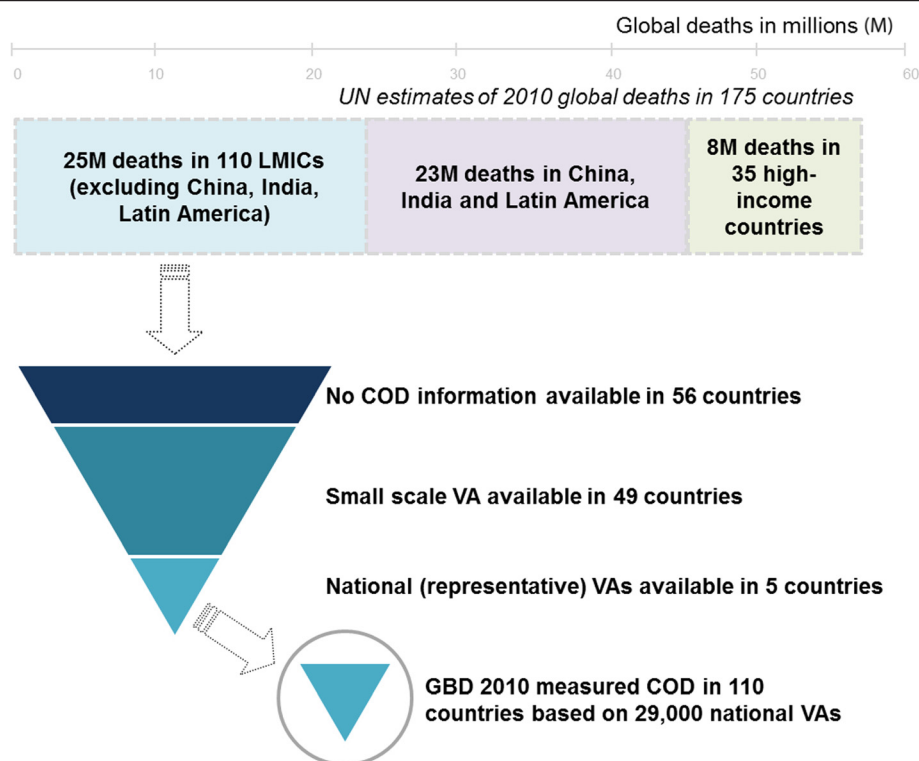 Global deaths in millions (M)
0 10 20 30 40 50 60
UN estimates of 2010 global deaths in 175 countries
25M deaths in 110 LMICs
(excluding China, India,
Latin America)
23M deaths in China,
India and Latin America
8M deaths in
35 high-
income
countries
No COD information available in 56 countries
Small scale VA available in 49 countries
National (representative) VAs available in 5 countries
GBD 2010 measured COD in 110
countries based on 29,000 national VAs